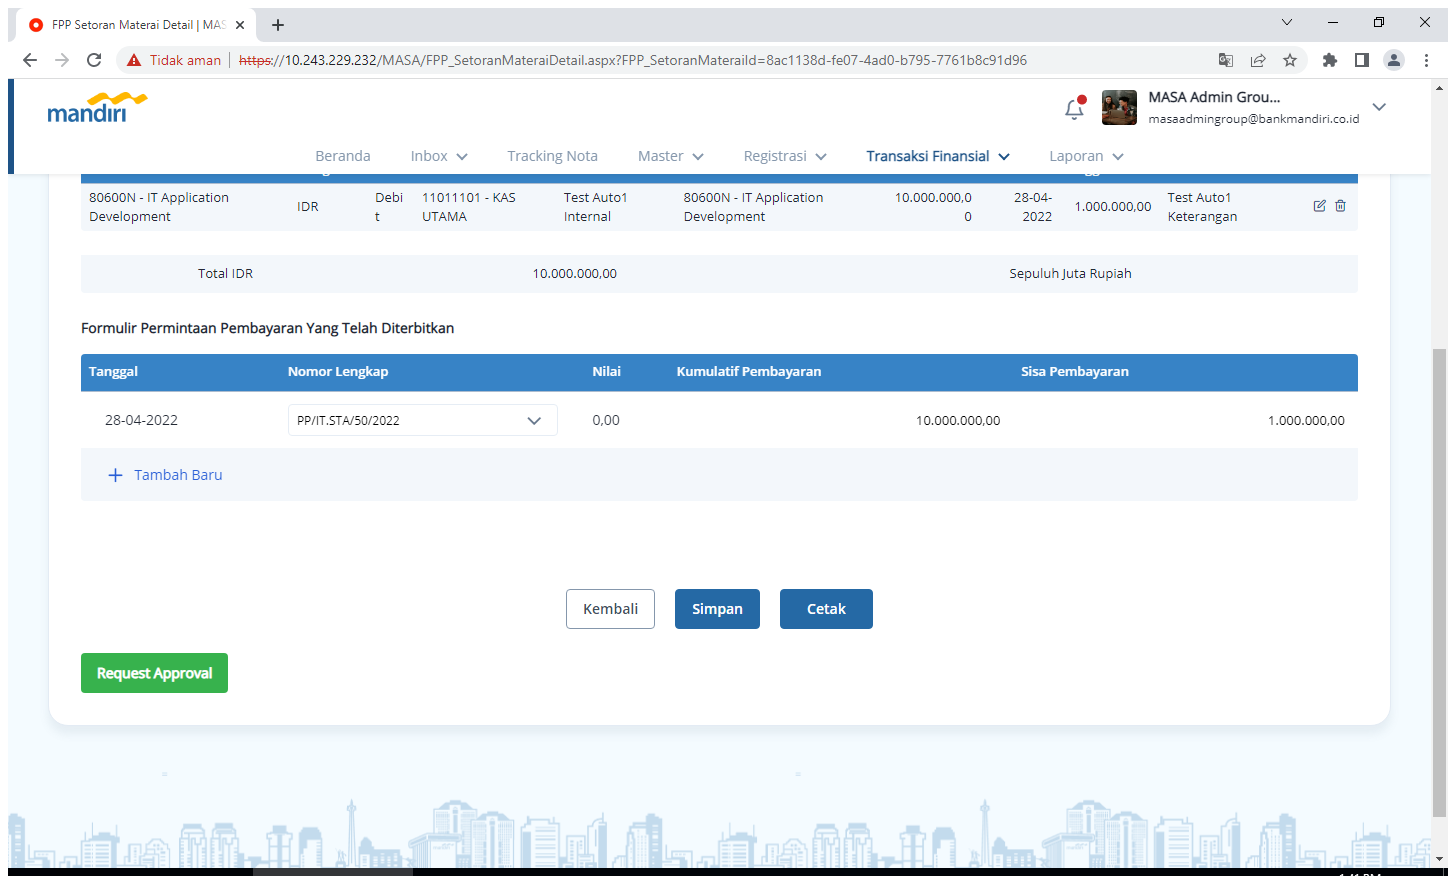 FPP Setoran Materai Detail | MAS
Tidak aman
https://10.243.229.232/MASA/FPP_SetoranMateraiDetail.aspx?FPP_SetoranMateraiId=8ac1138d-fe07-4ad0-b795-7761b8c91d96
mandiri
MASA Admin Grou...
masaadmingroup@bankmandiri.co.id
Beranda Inbox Tracking Nota Master Registrasi Transaksi Finansial Laporan
80600N - IT Application Development IDR Debi t 11011101 - KAS UTAMA Test Auto1 Internal 80600N - IT Application Development 10.000.000,0 0 28-04- 2022 1.000.000,00 Test Auto1 Keterangan
Total IDR 10.000.000,00 Sepuluh Juta Rupiah
Formulir Permintaan Pembayaran Yang Telah Diterbitkan
Tanggal Nomor Lengkap Nilai Kumulatif Pembayaran Sisa Pembayaran
28-04-2022 PP/IT.STA/50/2022 0,00 10.000.000,00 1.000.000,00
+ Tambah Baru
Kembali Simpan Cetak
Request Approval